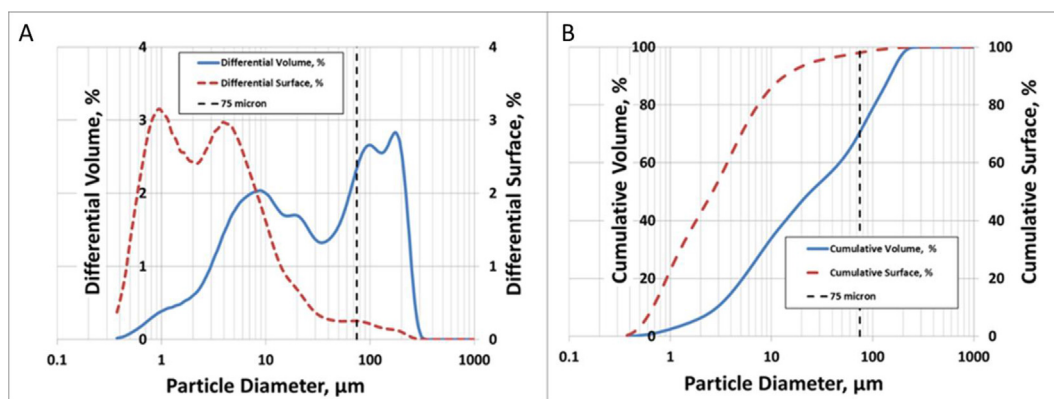 A
Differential Volume, %
4
3
2
1
0
Differential Volume, %
Differential Surface, %
75 micron
4
3
2
1
0
Differential Surface, %
0.1 1 10 100 1000
Particle Diameter, µm
B
Cumulative Volume, %
100
80
60
40
20
0
Cumulative Volume, %
Cumulative Surface, %
75 micron
100
80
60
40
20
0
Cumulative Surface, %
0.1 1 10 100 1000
Particle Diameter, µm